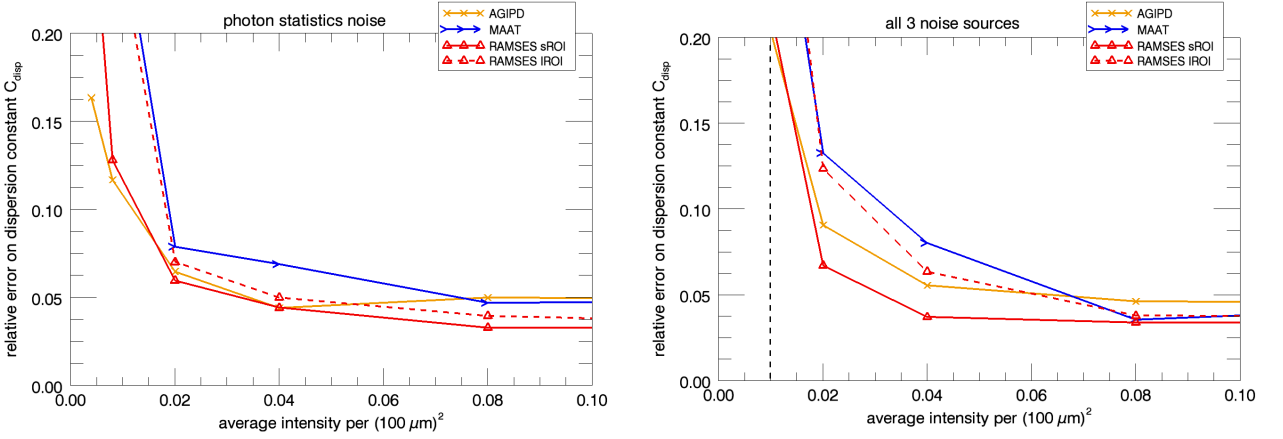 photon statistics noise
AGIPD
MAAT
RAMSES sROI
RAMSES lROI
relative error on dispersion constant C_disp
0.20
0.15
0.10
0.05
0.00
0.00 0.02 0.04 0.06 0.08 0.10
average intensity per (100 µm)²
all 3 noise sources
AGIPD
MAAT
RAMSES sROI
RAMSES lROI
relative error on dispersion constant C_disp
0.20
0.15
0.10
0.05
0.00
0.00 0.02 0.04 0.06 0.08 0.10
average intensity per (100 µm)²